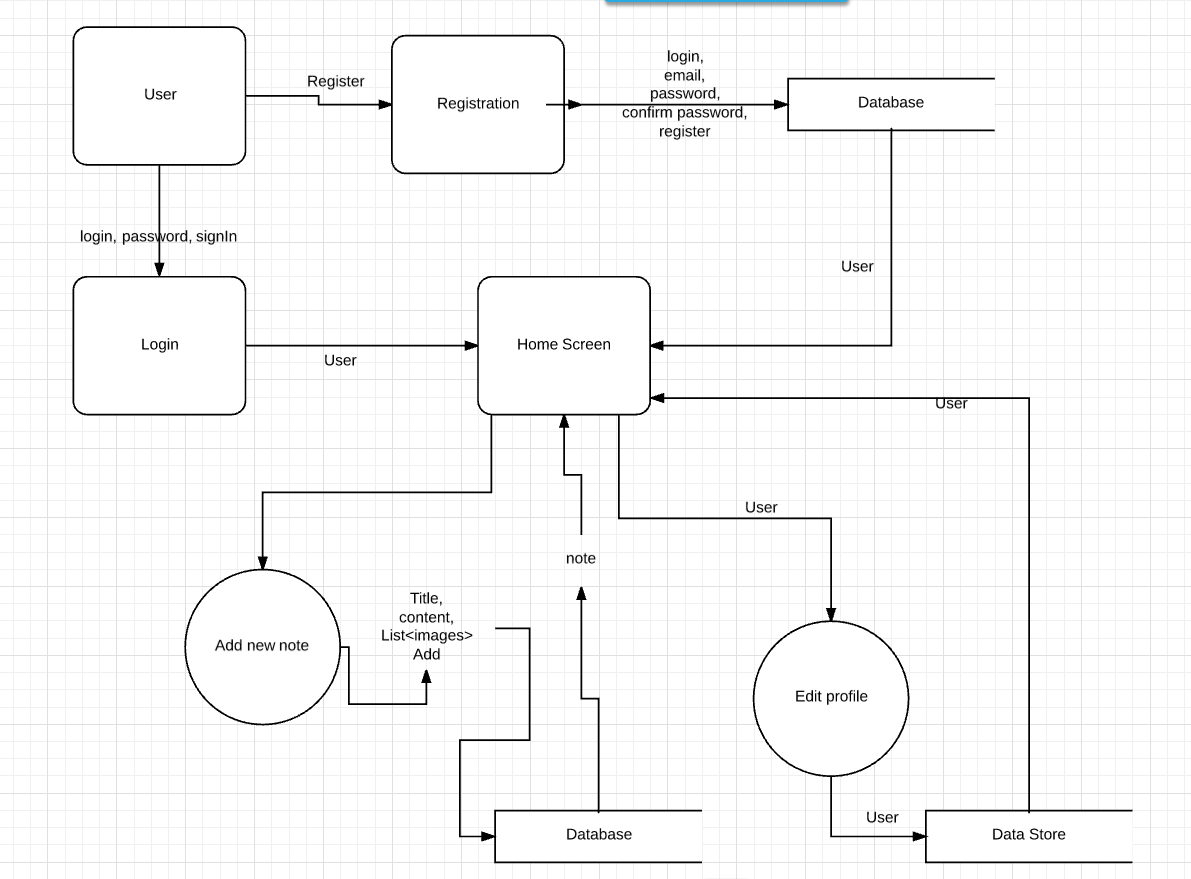 User
Register
Registration
login,
email,
password,
confirm password,
register
Database
login, password, signIn
User
Login
User
Home Screen
User
User
note
Title,
content,
List<images>
Add
Add new note
Edit profile
User
Database
Data Store